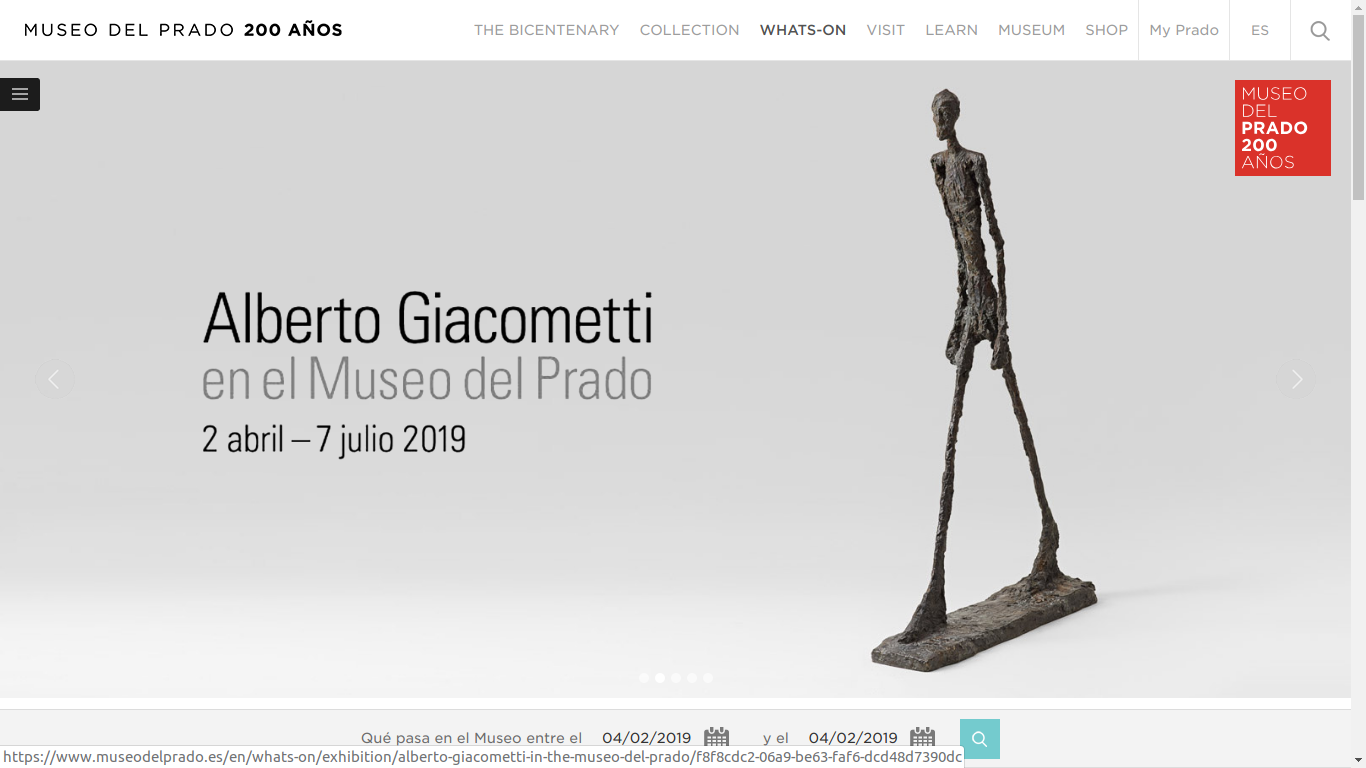 MUSEO DEL PRADO 200 AÑOS
THE BICENTENARY COLLECTION WHATS-ON VISIT LEARN MUSEUM SHOP My Prado ES
MUSEO
DEL
PRADO
200
AÑOS
Alberto Giacometti
en el Museo del Prado
2 abril – 7 julio 2019
Qué pasa en el Museo entre el 04/02/2019 y el 04/02/2019
https://www.museodelprado.es/en/whats-on/exhibition/alberto-giacometti-in-the-museo-del-prado/f8f8cdc2-06a9-be63-faf6-dcd48d7390dc